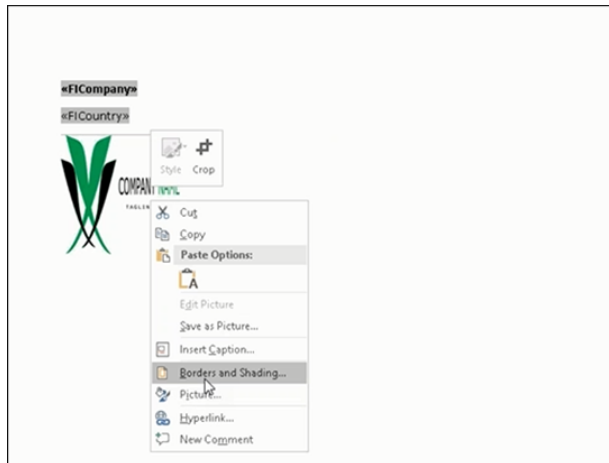 «FICompany»
«FICountry»
Style Crop
COMPANY NAME
TAGLIN
Cut
Copy
Paste Options:
A
Edit Picture
Save as Picture...
Insert Caption...
Borders and Shading...
Picture...
Hyperlink...
New Comment